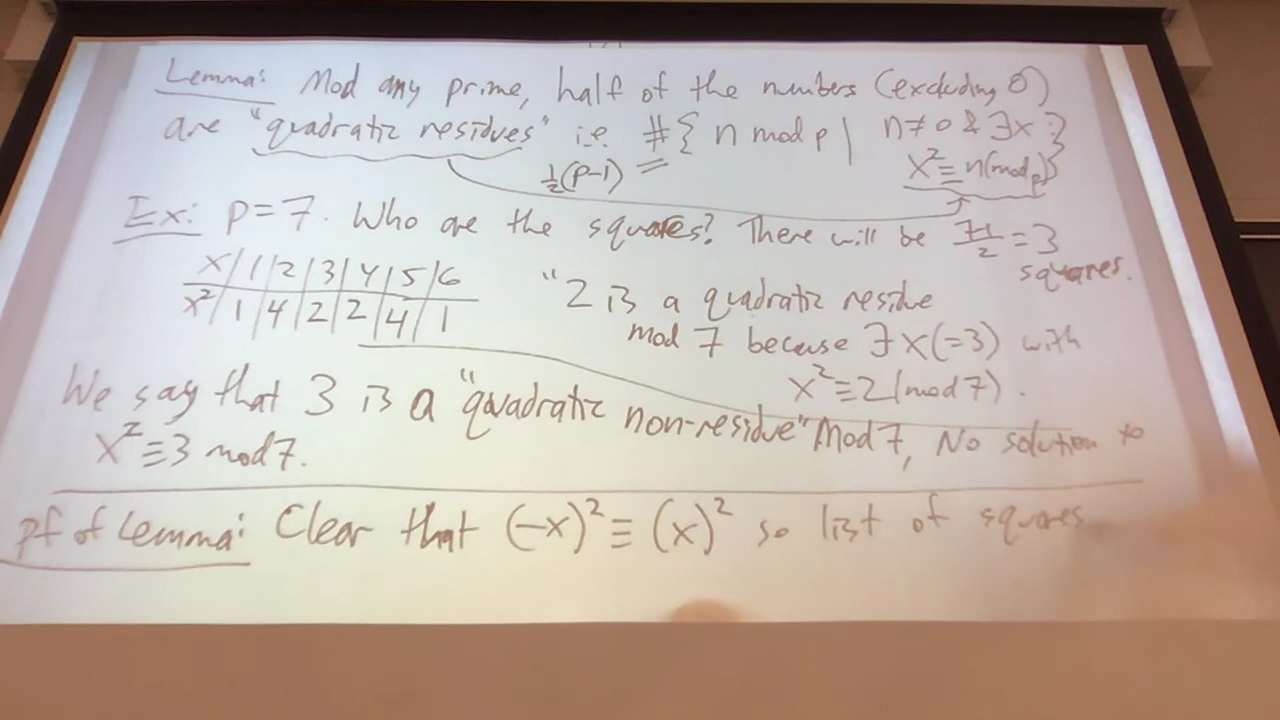 Lemma: Mod any prime, half of the numbers (excluding 0)
are "quadratic residues" i.e. #{ n mod p | n≠0 & ∃x :
½(p-1) = x² ≡ n (mod p)}
Ex: p=7. Who are the squares? There will be (7-1)/2 = 3
squares.
x | 1 | 2 | 3 | 4 | 5 | 6
x² | 1 | 4 | 2 | 2 | 4 | 1
"2 is a quadratic residue
mod 7 because ∃ x(=3) with
x² ≡ 2 (mod 7).
We say that 3 is a "quadratic non-residue" mod 7, No solution to
x² ≡ 3 mod 7.
pf of Lemma: Clear that (-x)² ≡ (x)² so list of squares